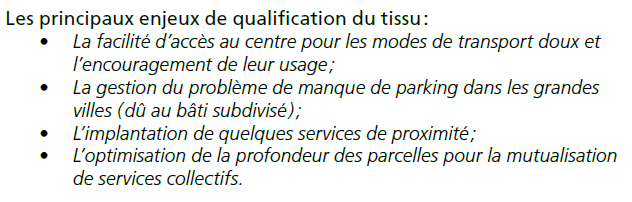 Les principaux enjeux de qualification du tissu :
• La facilité d'accès au centre pour les modes de transport doux et
l'encouragement de leur usage ;
• La gestion du problème de manque de parking dans les grandes
villes (dû au bâti subdivisé) ;
• L'implantation de quelques services de proximité ;
• L'optimisation de la profondeur des parcelles pour la mutualisation
de services collectifs.